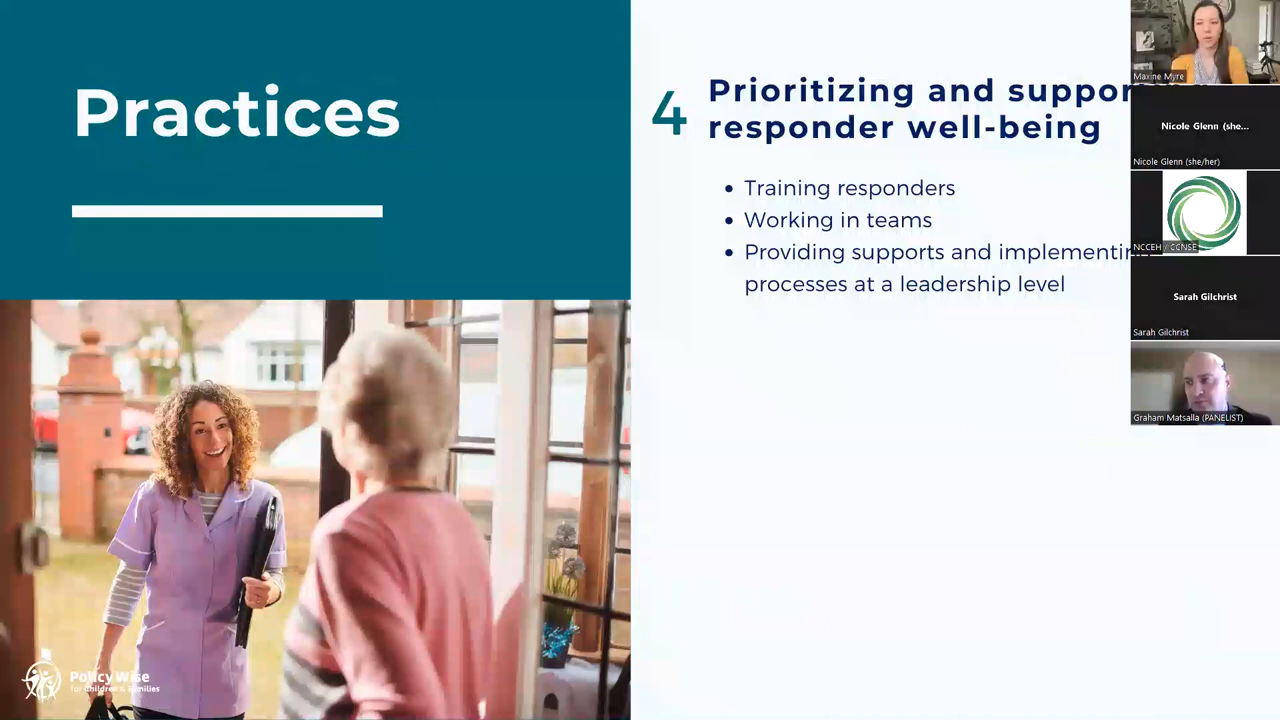 Practices
4
Prioritizing and
responder well-being
Training responders
Working in teams
Providing supports and
processes at a leadership level
PolicyWise
for Children & Families
Maxine Myre
Nicole Glenn (she...
Nicole Glenn (she/her)
NCCEH / CCNSE
Sarah Gilchrist
Sarah Gilchrist
Graham Matsalla (PANELIST)